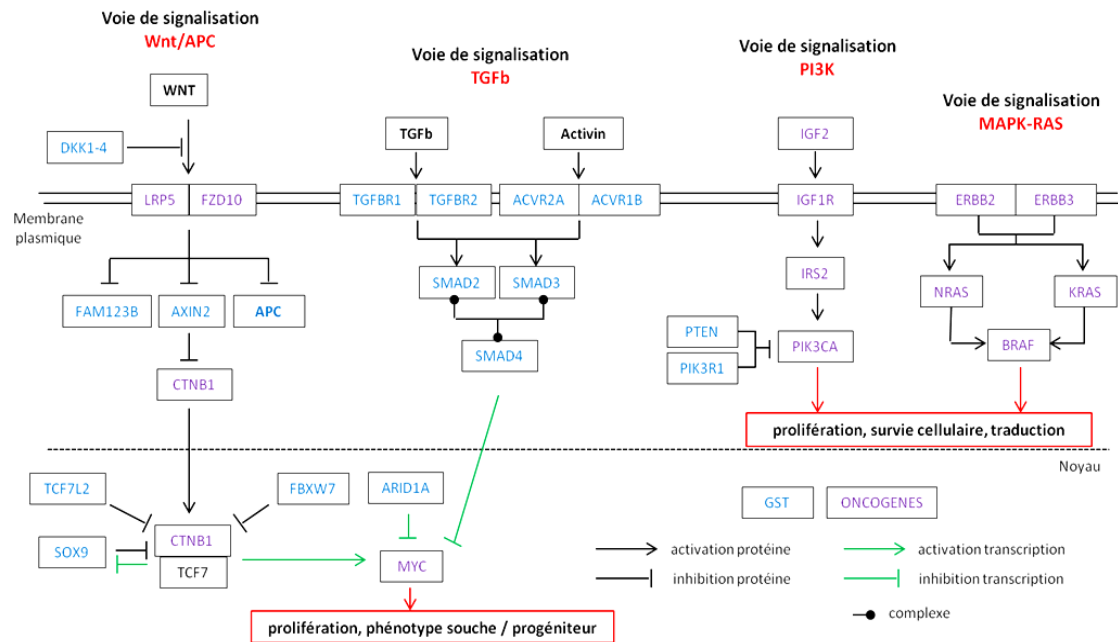 Voie de signalisation
Wnt/APC
Voie de signalisation
TGFb
Voie de signalisation
PI3K
Voie de signalisation
MAPK-RAS
WNT
DKK1-4
TGFb
Activin
IGF2
LRP5
FZD10
TGFBR1
TGFBR2
ACVR2A
ACVR1B
IGF1R
ERBB2
ERBB3
Membrane
plasmique
FAM123B
AXIN2
APC
SMAD2
SMAD3
IRS2
NRAS
KRAS
SMAD4
PTEN
PIK3R1
PIK3CA
BRAF
CTNB1
prolifération, survie cellulaire, traduction
Noyau
TCF7L2
FBXW7
ARID1A
GST
ONCOGENES
SOX9
CTNB1
TCF7
MYC
activation protéine
activation transcription
inhibition protéine
inhibition transcription
complexe
prolifération, phénotype souche / progéniteur